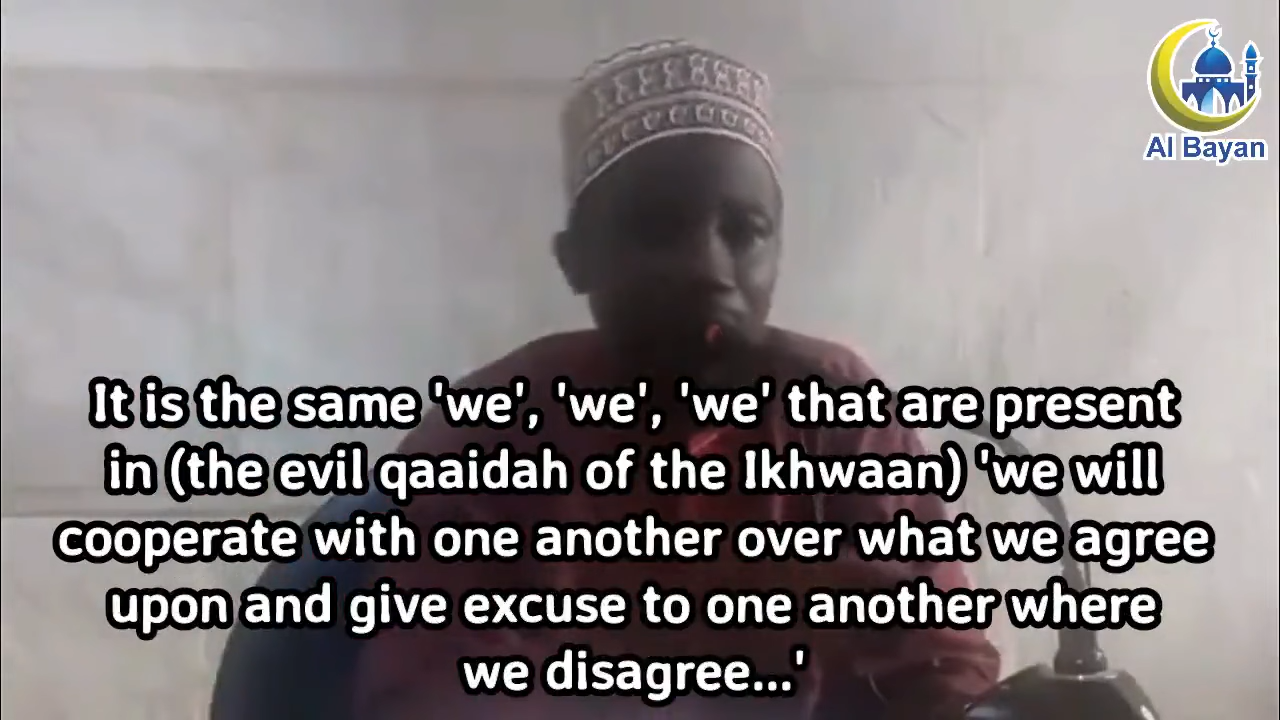 Al Bayan
It is the same 'we', 'we', 'we' that are present
in (the evil qaaidah of the Ikhwaan) 'we will
cooperate with one another over what we agree
upon and give excuse to one another where
we disagree...'